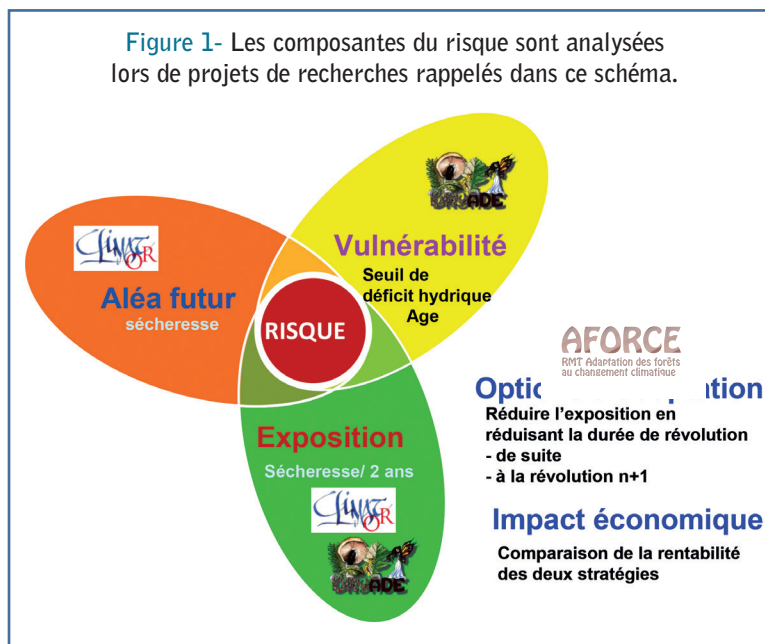 Figure 1- Les composantes du risque sont analysées
lors de projets de recherches rappelés dans ce schéma.
CLIMATOR
Aléa futur
sécheresse
Vulnérabilité
Seuil de
déficit hydrique
Age
RISQUE
Exposition
Sécheresse/ 2 ans
CLIMATOR
AFORCE
RMT Adaptation des forêts
au changement climatique
Réduire l'exposition en
réduisant la durée de révolution
- de suite
- à la révolution n+1
Impact économique
Comparaison de la rentabilité
des deux stratégies